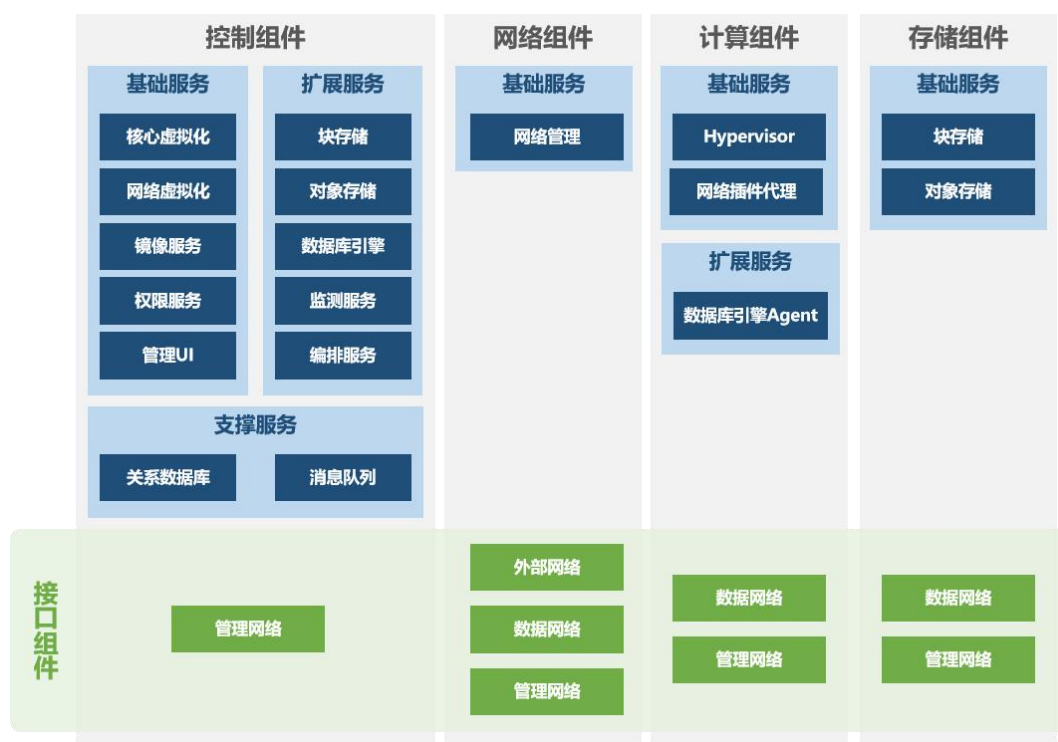 控制组件
基础服务
核心虚拟化
网络虚拟化
镜像服务
权限服务
管理UI
扩展服务
块存储
对象存储
数据库引擎
监测服务
编排服务
支撑服务
关系数据库
消息队列
网络组件
基础服务
网络管理
计算组件
基础服务
Hypervisor
网络插件代理
扩展服务
数据库引擎Agent
存储组件
基础服务
块存储
对象存储
接口组件
管理网络
外部网络
数据网络
管理网络
数据网络
管理网络
数据网络
管理网络